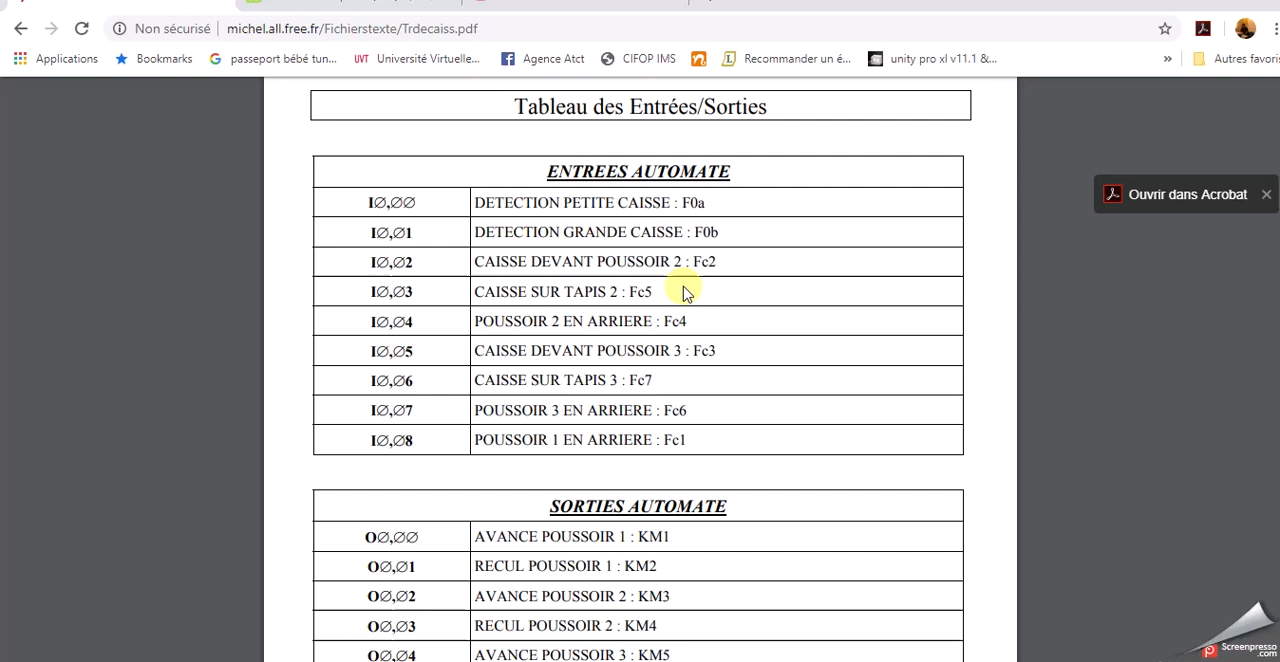 Non sécurisé
michel.all.free.fr/Fichierstexte/Trdecaiss.pdf
Applications
Bookmarks
passeport bébé tun...
UVT Université Virtuelle...
Agence Atct
CIFOP IMS
Recommander un é...
unity pro xl v11.1 &...
»
Autres favoris
Tableau des Entrées/Sorties
Ouvrir dans Acrobat
ENTREES AUTOMATE
I∅,∅∅ DETECTION PETITE CAISSE : F0a
I∅,∅1 DETECTION GRANDE CAISSE : F0b
I∅,∅2 CAISSE DEVANT POUSSOIR 2 : Fc2
I∅,∅3 CAISSE SUR TAPIS 2 : Fc5
I∅,∅4 POUSSOIR 2 EN ARRIERE : Fc4
I∅,∅5 CAISSE DEVANT POUSSOIR 3 : Fc3
I∅,∅6 CAISSE SUR TAPIS 3 : Fc7
I∅,∅7 POUSSOIR 3 EN ARRIERE : Fc6
I∅,∅8 POUSSOIR 1 EN ARRIERE : Fc1
SORTIES AUTOMATE
O∅,∅∅ AVANCE POUSSOIR 1 : KM1
O∅,∅1 RECUL POUSSOIR 1 : KM2
O∅,∅2 AVANCE POUSSOIR 2 : KM3
O∅,∅3 RECUL POUSSOIR 2 : KM4
O∅,∅4 AVANCE POUSSOIR 3 : KM5
Screenpresso
.com